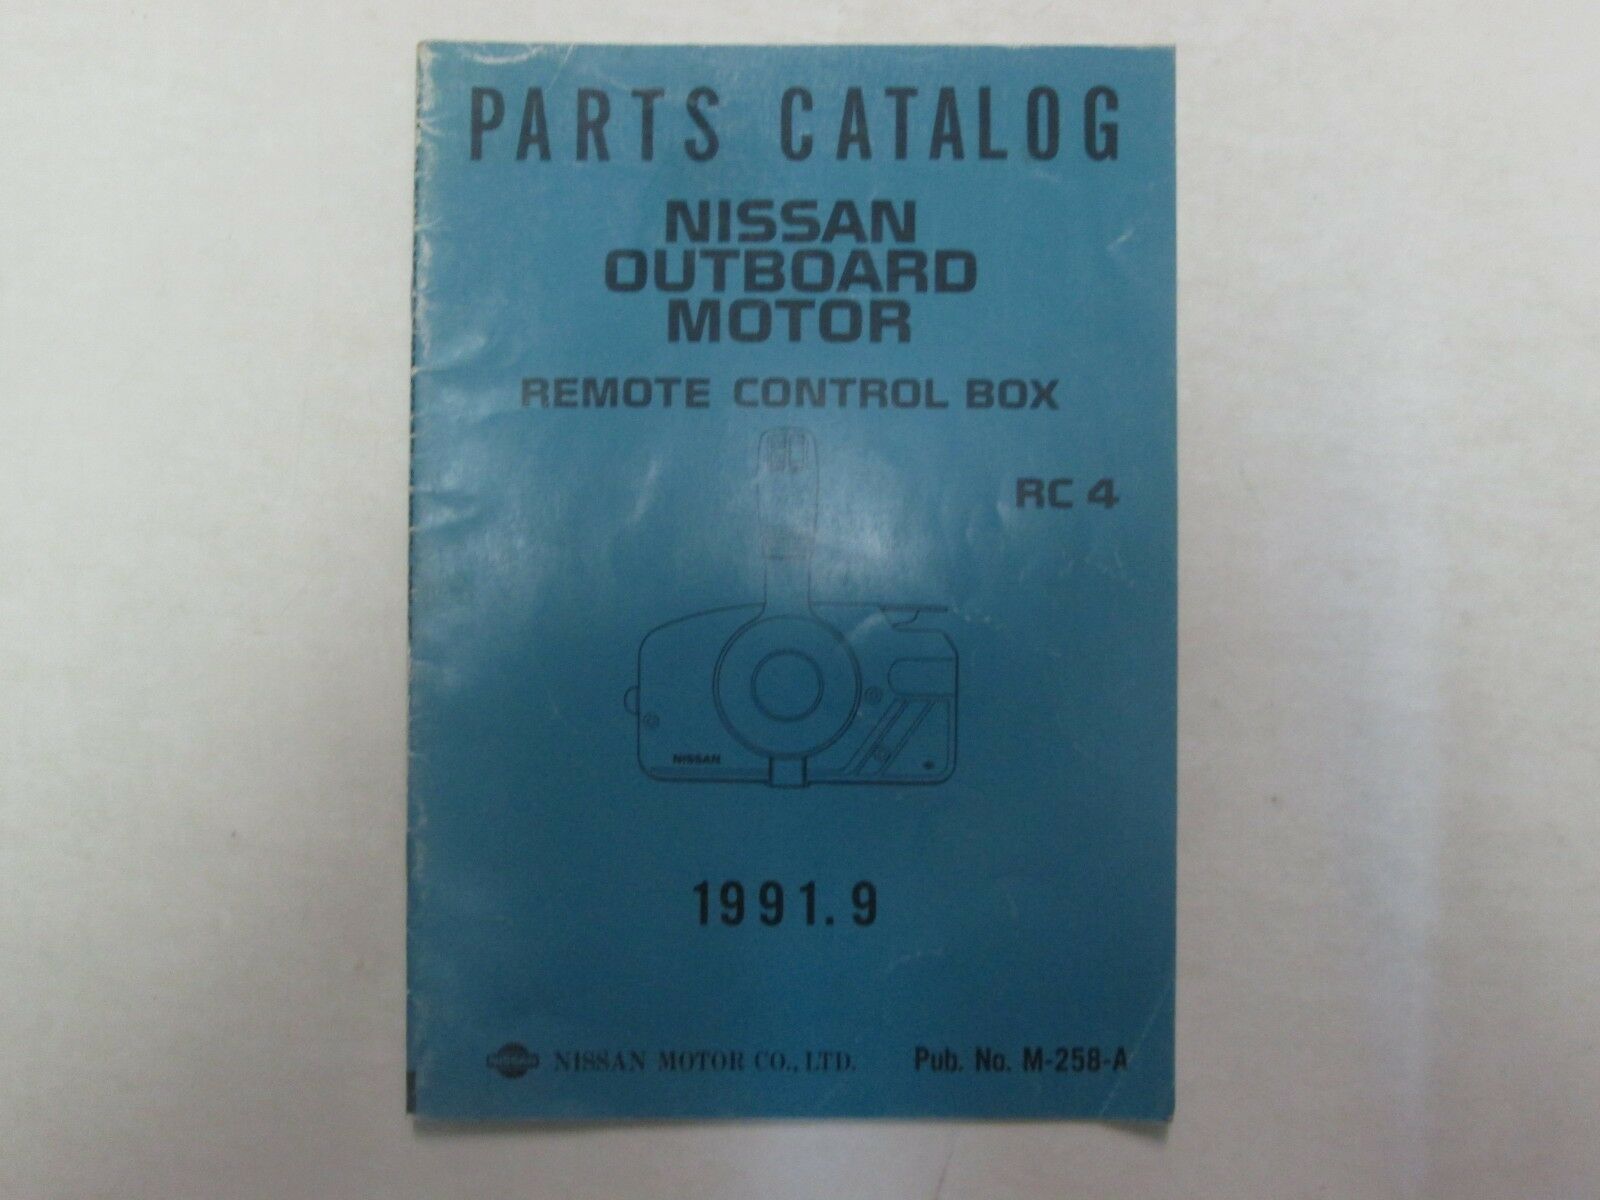 PARTS CATALOG
NISSAN
OUTBOARD
MOTOR
REMOTE CONTROL BOX
RC 4
NISSAN
1991.9
NISSAN NISSAN MOTOR CO., LTD. Pub. No. M-258-A